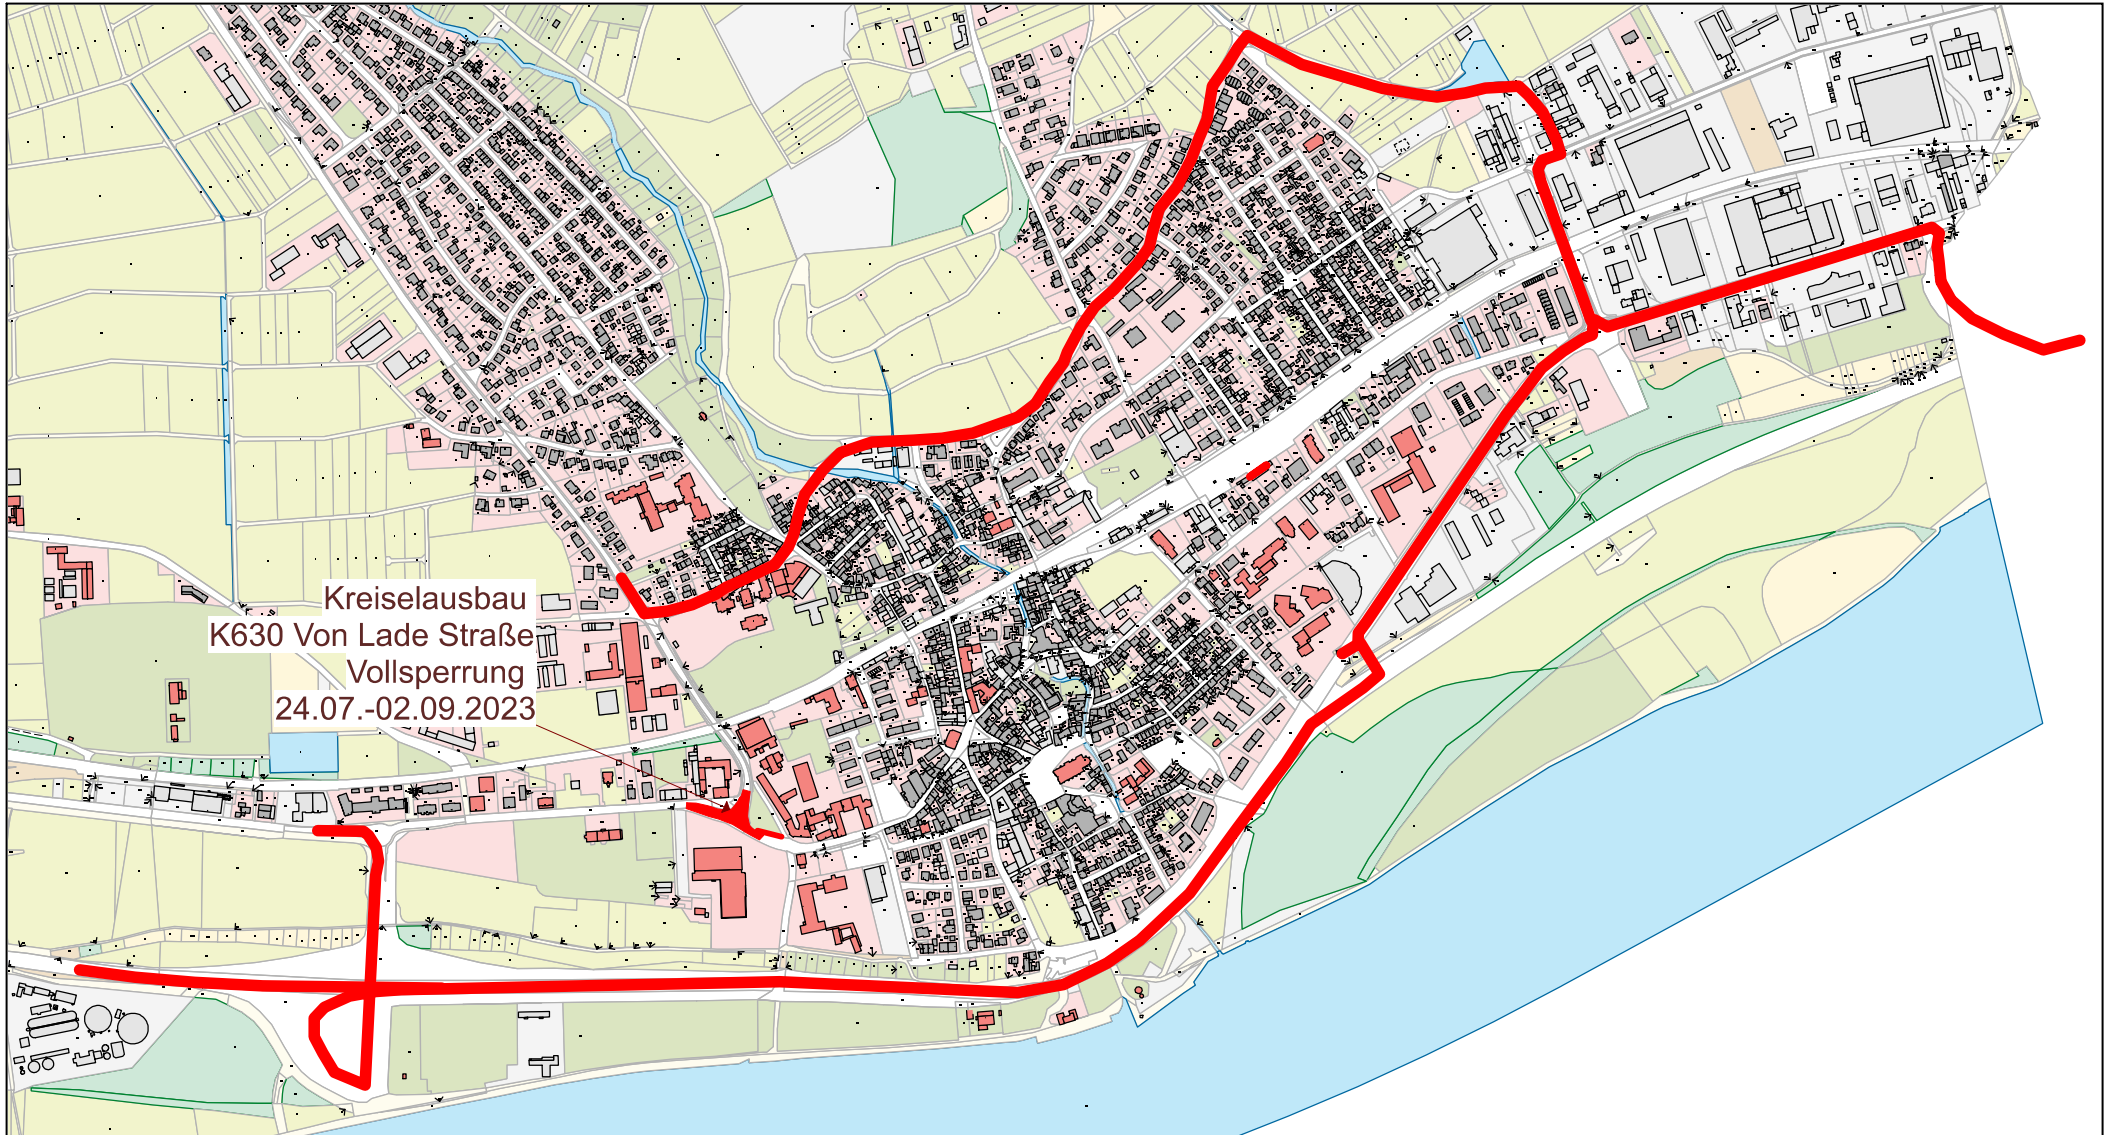 Kreiselausbau
K630 Von Lade Straße
Vollsperrung
24.07.-02.09.2023